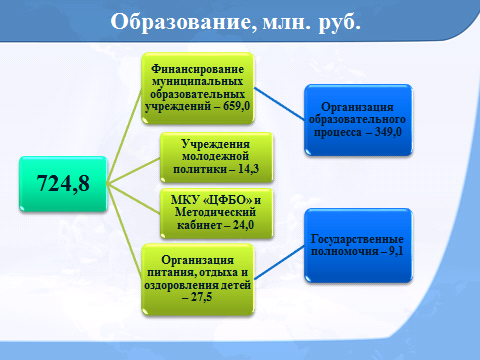 Образование, млн. руб.
724,8
Финансирование
муниципальных
образовательных
учреждений – 659,0
Учреждения
молодежной
политики – 14,3
МКУ «ЦФБО» и
Методический
кабинет – 24,0
Организация
питания, отдыха и
оздоровления детей
– 27,5
Организация
образовательного
процесса – 349,0
Государственные
полномочия – 9,1